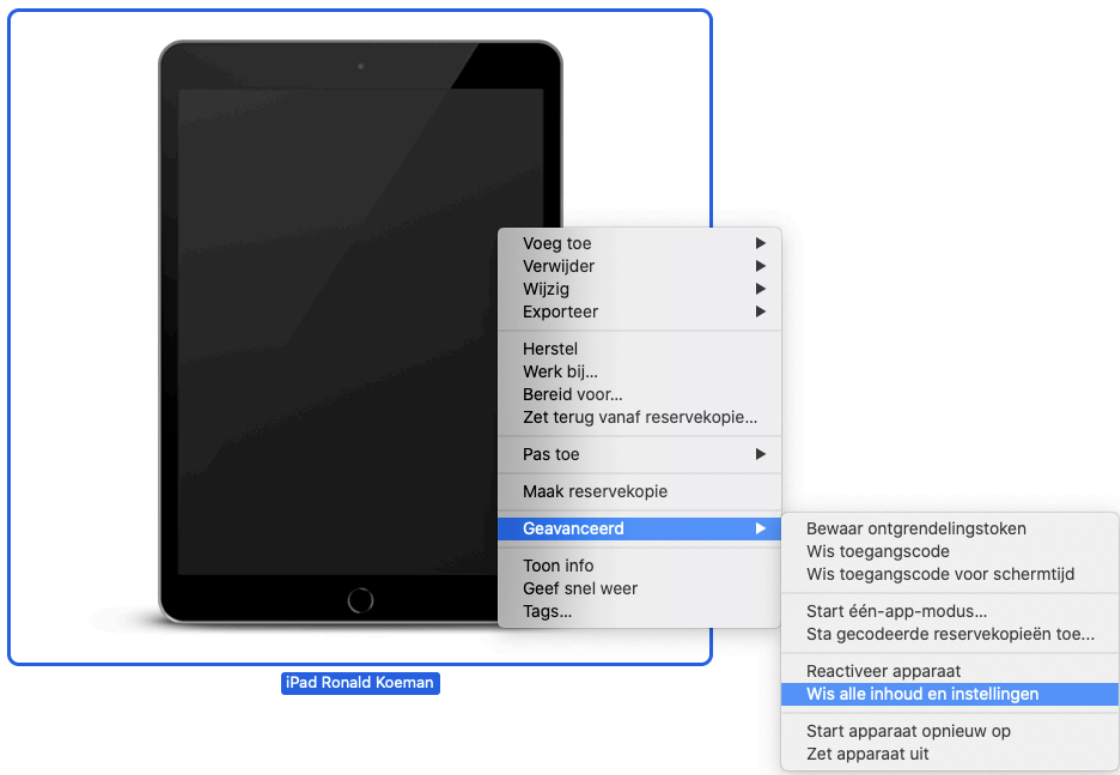 Voeg toe
Verwijder
Wijzig
Exporteer
Herstel
Werk bij...
Bereid voor...
Zet terug vanaf reservekopie...
Pas toe
Maak reservekopie
Geavanceerd
Toon info
Geef snel weer
Tags...
Bewaar ontgrendelingstoken
Wis toegangscode
Wis toegangscode voor schermtijd
Start één-app-modus...
Sta gecodeerde reservekopieën toe...
Reactiveer apparaat
Wis alle inhoud en instellingen
Start apparaat opnieuw op
Zet apparaat uit
iPad Ronald Koeman